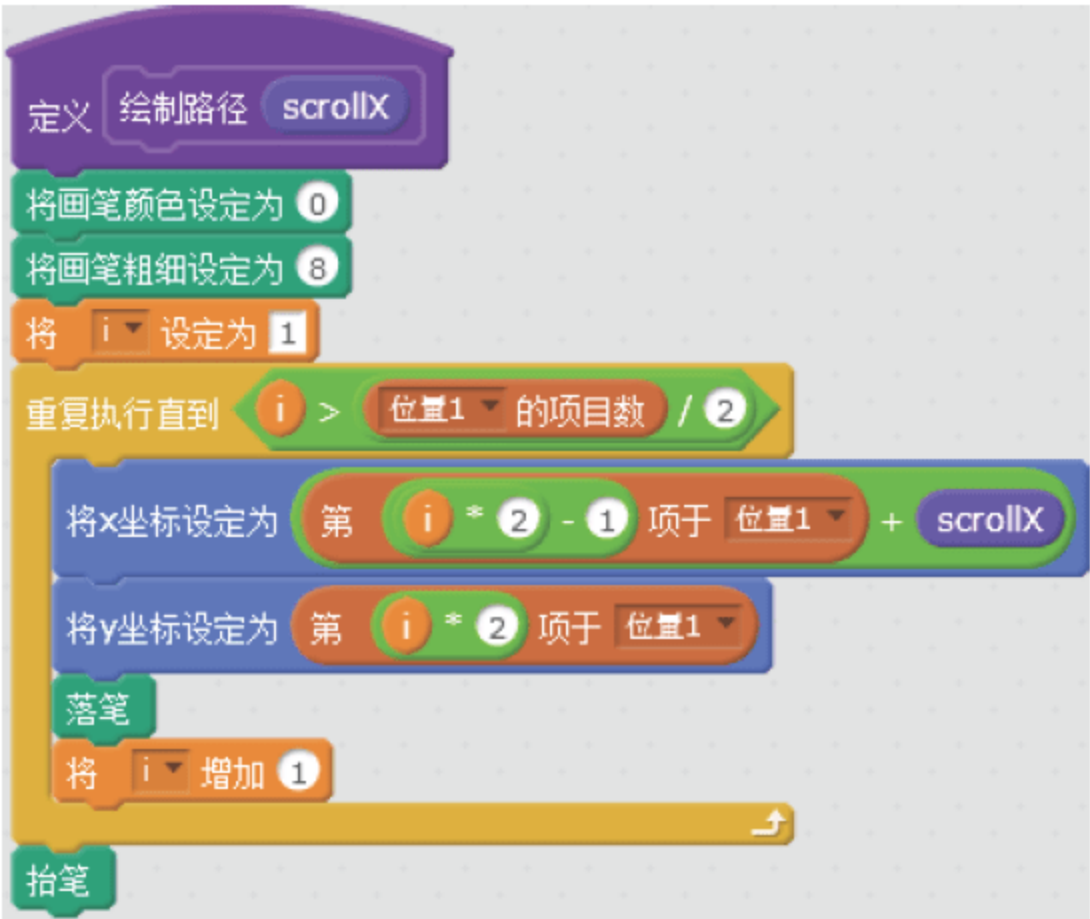 定义 绘制路径 scrollX
将画笔颜色设定为 0
将画笔粗细设定为 8
将 i 设定为 1
重复执行直到 i > 位置1 的项目数 / 2
将x坐标设定为 第 i * 2 - 1 项于 位置1 + scrollX
将y坐标设定为 第 i * 2 项于 位置1
落笔
将 i 增加 1
抬笔